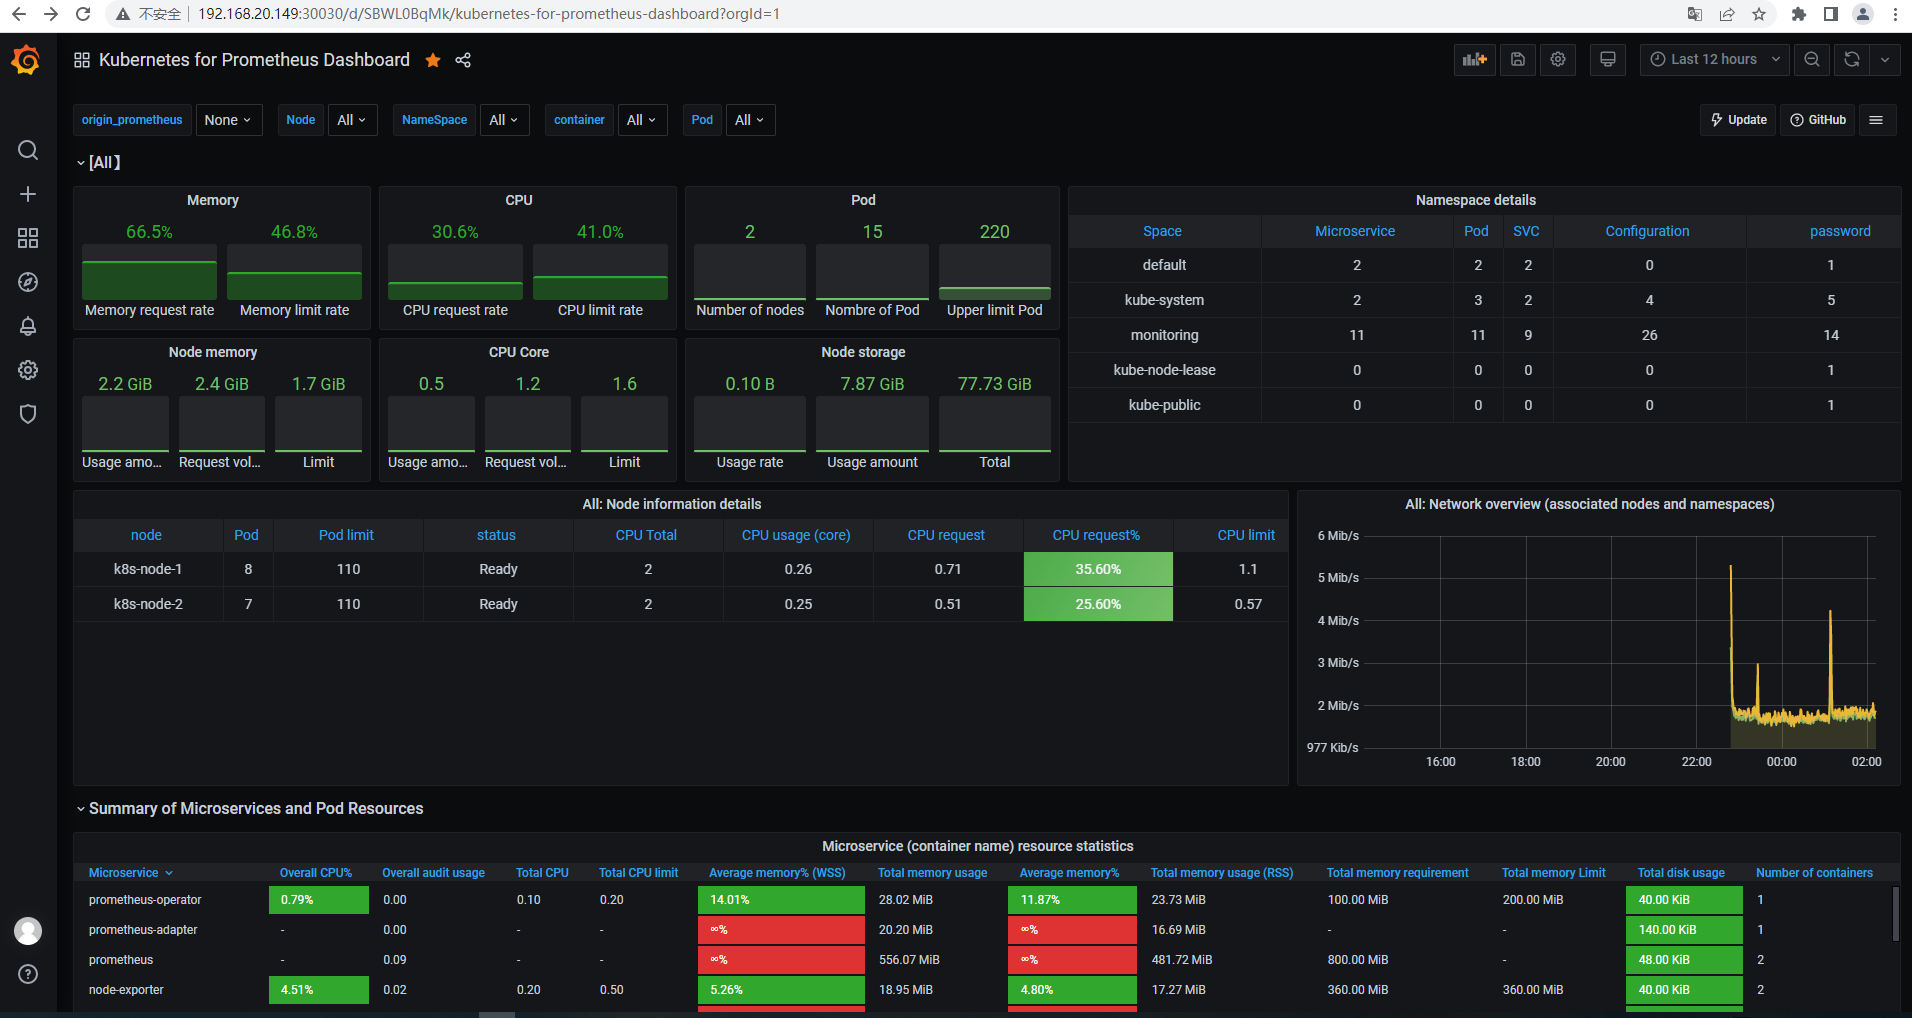 不安全 192.168.20.149:30030/d/SBWL0BqMk/kubernetes-for-prometheus-dashboard?orgId=1
Kubernetes for Prometheus Dashboard
Last 12 hours
origin_prometheus None Node All NameSpace All container All Pod All Update GitHub
[All】
Memory
66.5% 46.8%
Memory request rate Memory limit rate
CPU
30.6% 41.0%
CPU request rate CPU limit rate
Pod
2 15 220
Number of nodes Nombre of Pod Upper limit Pod
Namespace details
Space Microservice Pod SVC Configuration password
default 2 2 2 0 1
kube-system 2 3 2 4 5
monitoring 11 11 9 26 14
kube-node-lease 0 0 0 0 1
kube-public 0 0 0 0 1
Node memory
2.2 GiB 2.4 GiB 1.7 GiB
Usage amo... Request vol... Limit
CPU Core
0.5 1.2 1.6
Usage amo... Request vol... Limit
Node storage
0.10 B 7.87 GiB 77.73 GiB
Usage rate Usage amount Total
All: Node information details
node Pod Pod limit status CPU Total CPU usage (core) CPU request CPU request% CPU limit
k8s-node-1 8 110 Ready 2 0.26 0.71 35.60% 1.1
k8s-node-2 7 110 Ready 2 0.25 0.51 25.60% 0.57
All: Network overview (associated nodes and namespaces)
6 Mib/s
5 Mib/s
4 Mib/s
3 Mib/s
2 Mib/s
977 Kib/s
16:00 18:00 20:00 22:00 00:00 02:00
Summary of Microservices and Pod Resources
Microservice (container name) resource statistics
Microservice Overall CPU% Overall audit usage Total CPU Total CPU limit Average memory% (WSS) Total memory usage Average memory% Total memory usage (RSS) Total memory requirement Total memory Limit Total disk usage Number of containers
prometheus-operator 0.79% 0.00 0.10 0.20 14.01% 28.02 MiB 11.87% 23.73 MiB 100.00 MiB 200.00 MiB 40.00 KiB 1
prometheus-adapter - 0.00 - - ∞% 20.20 MiB ∞% 16.69 MiB - - 140.00 KiB 1
prometheus - 0.09 - - ∞% 556.07 MiB ∞% 481.72 MiB 800.00 MiB - 48.00 KiB 2
node-exporter 4.51% 0.02 0.20 0.50 5.26% 18.95 MiB 4.80% 17.27 MiB 360.00 MiB 360.00 MiB 40.00 KiB 2